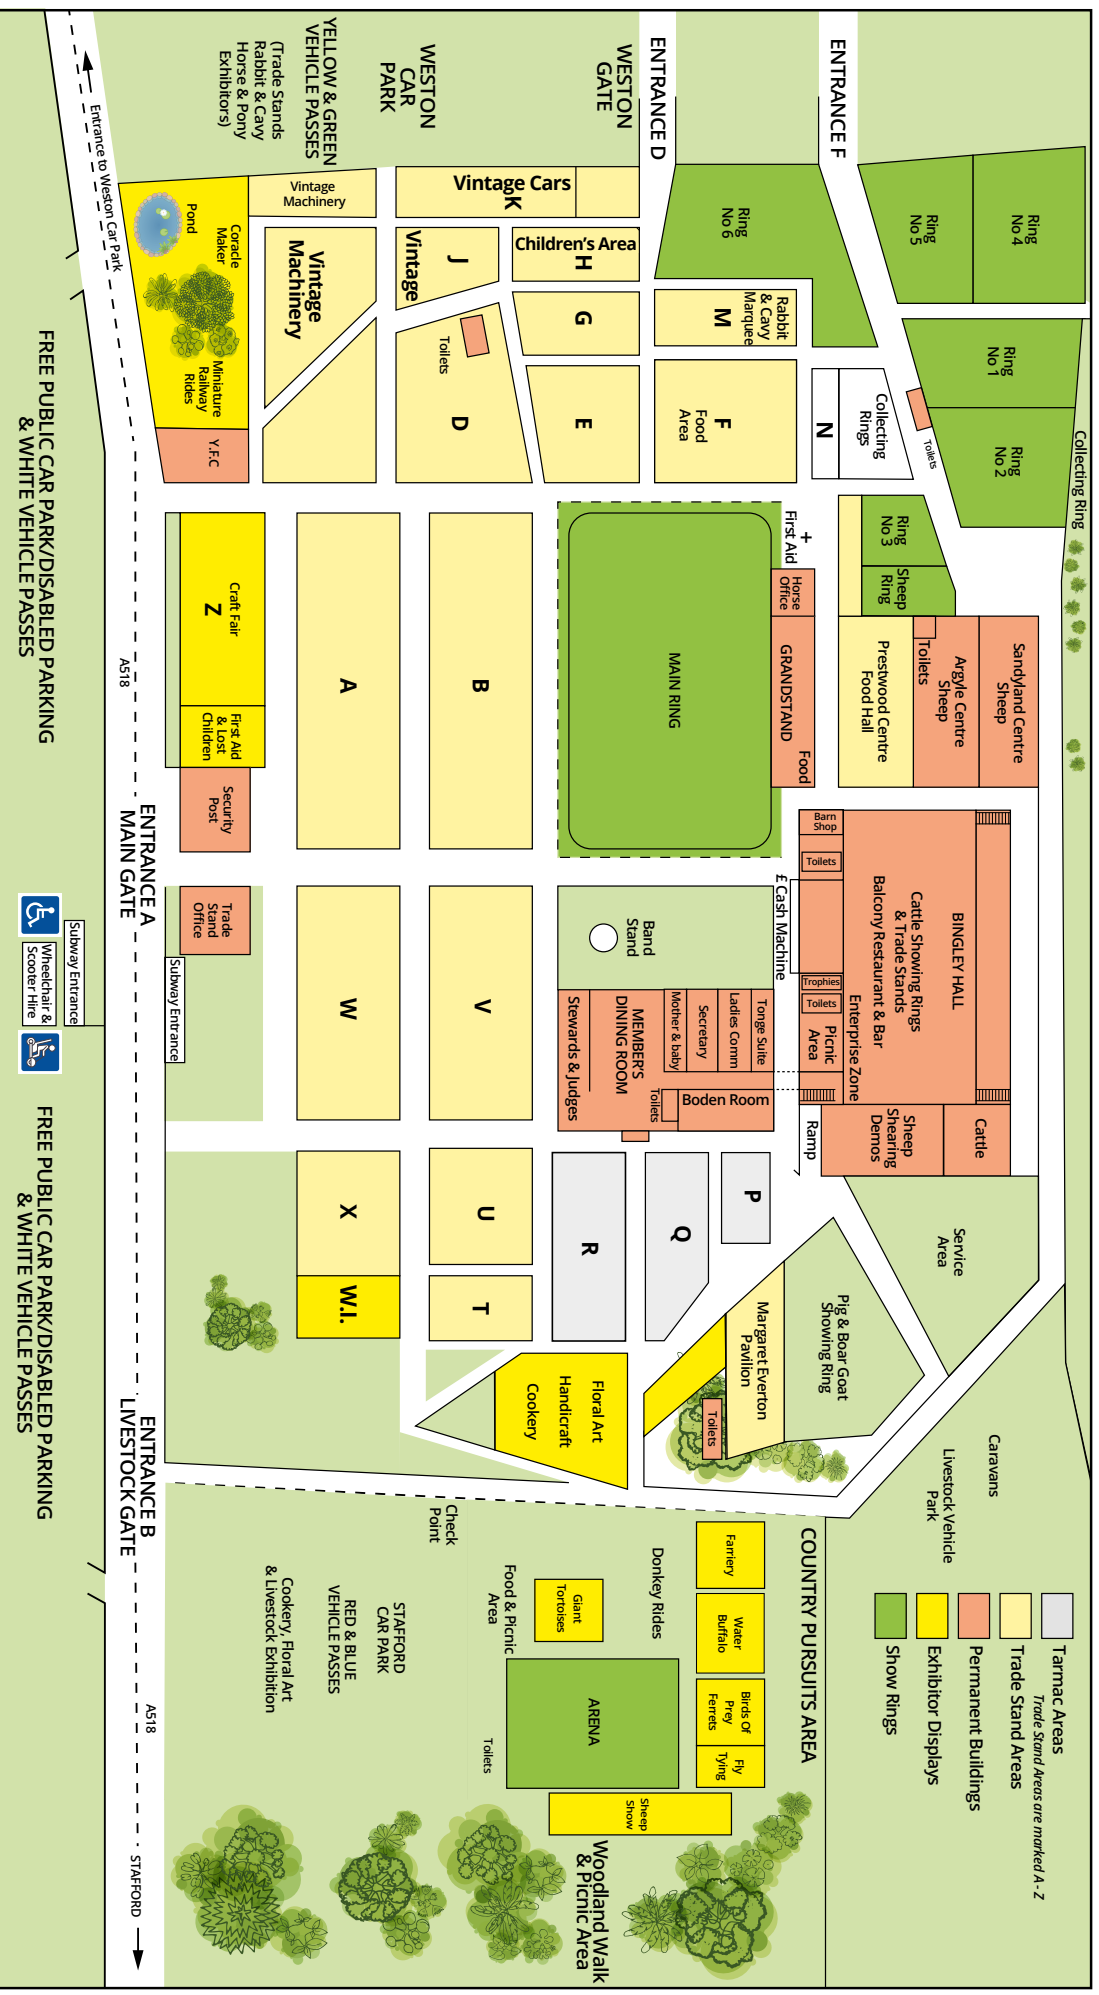 ENTRANCE F
ENTRANCE D
WESTON
GATE
WESTON
CAR
PARK
YELLOW & GREEN
VEHICLE PASSES
(Trade Stands
Rabbit & Cavy
Horse & Pony
Exhibitors)
Entrance to Weston Car Park
Ring
No 4
Ring
No 5
Ring
No 6
Ring
No 1
Ring
No 2
Collecting Ring
Toilets
Collecting
Rings
N
Ring
No 3
Sheep
Ring
Vintage Cars
K
Vintage
Machinery
Vintage
Machinery
J
Vintage
Children's Area
H
G
Rabbit
& Cavy
Marquee
M
F
Food
Area
E
D
Toilets
Pond
Coracle
Maker
Miniature
Railway
Rides
Y.F.C
Sandyland Centre
Sheep
Argyle Centre
Sheep
Toilets
Prestwood Centre
Food Hall
+
First Aid
Horse
Office
GRANDSTAND
Food
MAIN RING
B
A
Craft Fair
Z
First Aid
& Lost
Children
Security
Post
A518
ENTRANCE A
MAIN GATE
FREE PUBLIC CAR PARK/DISABLED PARKING
& WHITE VEHICLE PASSES
BINGLEY HALL
Cattle Showing Rings
& Trade Stands
Balcony Restaurant & Bar
Enterprise Zone
Barn
Shop
Toilets
Trophies
Toilets
Picnic
Area
£ Cash Machine
Cattle
Sheep
Shearing
Demos
Ramp
Band
Stand
Tonge Suite
Ladies Comm
Secretary
Mother & baby
MEMBER'S
DINING ROOM
Stewards & Judges
Boden Room
Toilets
V
W
Trade
Stand
Office
Subway Entrance
Subway Entrance
Wheelchair &
Scooter Hire
Service
Area
P
Q
R
U
T
X
W.I.
Pig & Boar Goat
Showing Ring
Margaret Everton
Pavilion
Toilets
Floral Art
Handicraft
Cookery
ENTRANCE B
LIVESTOCK GATE
FREE PUBLIC CAR PARK/DISABLED PARKING
& WHITE VEHICLE PASSES
Caravans
Livestock Vehicle
Park
COUNTRY PURSUITS AREA
Farriery
Water
Buffalo
Birds Of
Prey
Ferrets
Fly
Tying
Donkey Rides
Giant
Tortoises
Food & Picnic
Area
ARENA
Toilets
Sheep
Show
Woodland Walk
& Picnic Area
Check
Point
STAFFORD
CAR PARK
RED & BLUE
VEHICLE PASSES
Cookery, Floral Art
& Livestock Exhibition
A518
STAFFORD
Tarmac Areas
Trade Stand Areas are marked A - Z
Trade Stand Areas
Permanent Buildings
Exhibitor Displays
Show Rings